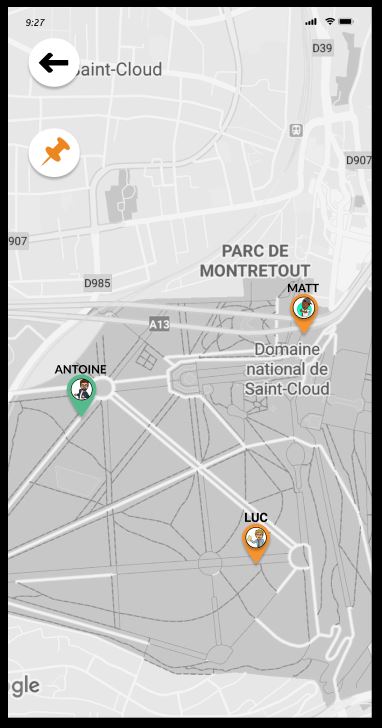 9:27
D39
Saint-Cloud
D907
907
PARC DE
MONTRETOUT
D985
MATT
A13
Domaine
national de
Saint-Cloud
ANTOINE
LUC
gle